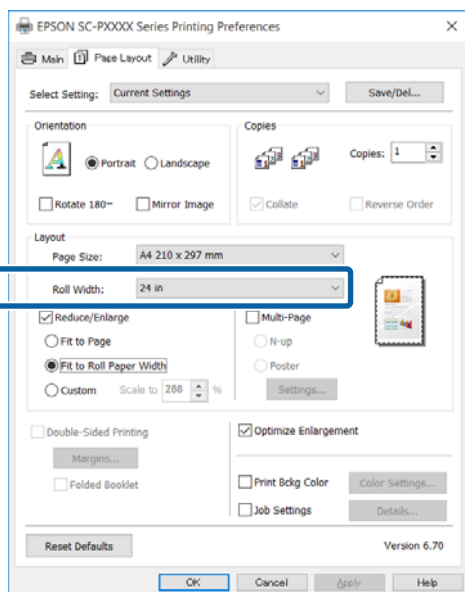 EPSON SC-PXXXX Series Printing Preferences
Main Page Layout Utility
Select Setting: Current Settings Save/Del...
Orientation Copies
Portrait Landscape Copies: 1
Rotate 180° Mirror Image Collate Reverse Order
Layout
Page Size: A4 210 x 297 mm
Roll Width: 24 in
Reduce/Enlarge Multi-Page
Fit to Page N-up
Fit to Roll Paper Width Poster
Custom Scale to 288 % Settings...
Double-Sided Printing Optimize Enlargement
Margins...
Folded Booklet Print Bckg Color Color Settings...
Job Settings Details...
Reset Defaults Version 6.70
OK Cancel Apply Help